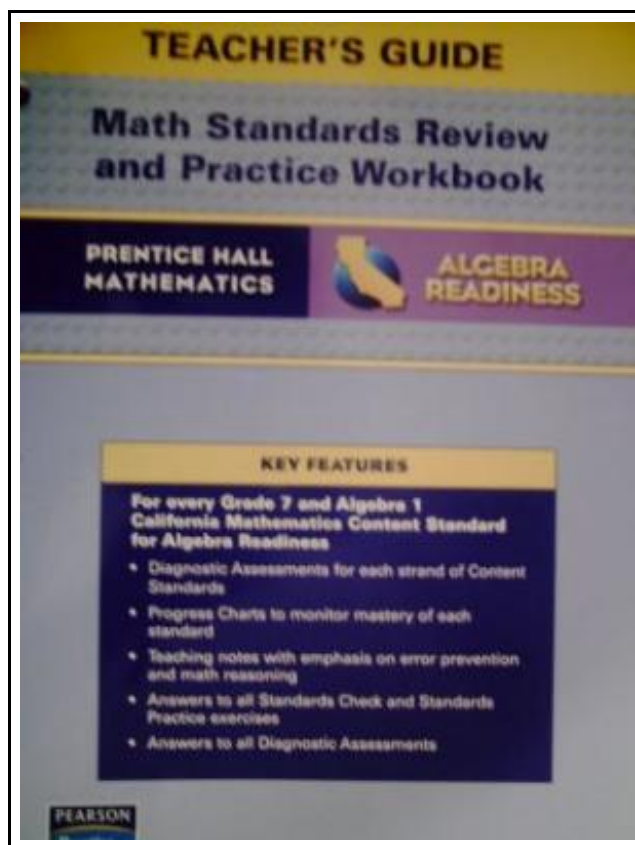 TEACHER'S GUIDE
Math Standards Review
and Practice Workbook
PRENTICE HALL
MATHEMATICS
ALGEBRA
READINESS
KEY FEATURES
For every Grade 7 and Algebra 1
California Mathematics Content Standard
for Algebra Readiness
• Diagnostic Assessments for each strand of Content
Standards
• Progress Charts to monitor mastery of each
standard
• Teaching notes with emphasis on error prevention
and math reasoning
• Answers to all Standards Check and Standards
Practice exercises
• Answers to all Diagnostic Assessments
PEARSON